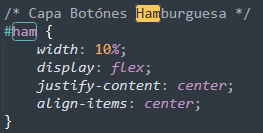 /* Capa Botónes Hamburguesa */
#ham {
    width: 10%;
    display: flex;
    justify-content: center;
    align-items: center;
}